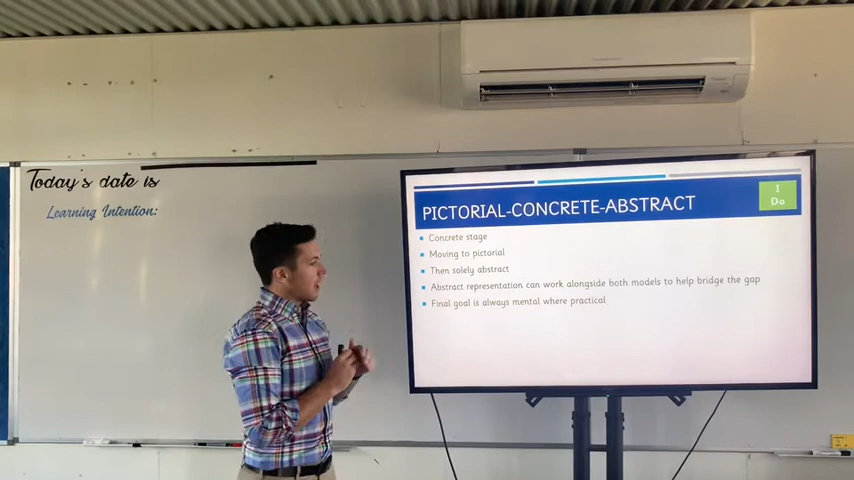 Today's date is
Learning Intention:
PICTORIAL-CONCRETE-ABSTRACT
I
Do
Concrete stage
Moving to pictorial
Then solely abstract
Abstract representation can work alongside both models to help bridge the gap
Final goal is always mental where practical